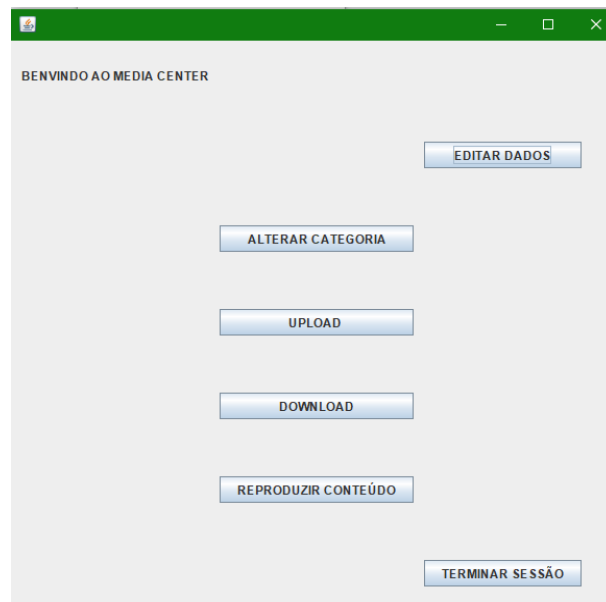 BENVINDO AO MEDIA CENTER
EDITAR DADOS
ALTERAR CATEGORIA
UPLOAD
DOWNLOAD
REPRODUZIR CONTEÚDO
TERMINAR SESSÃO